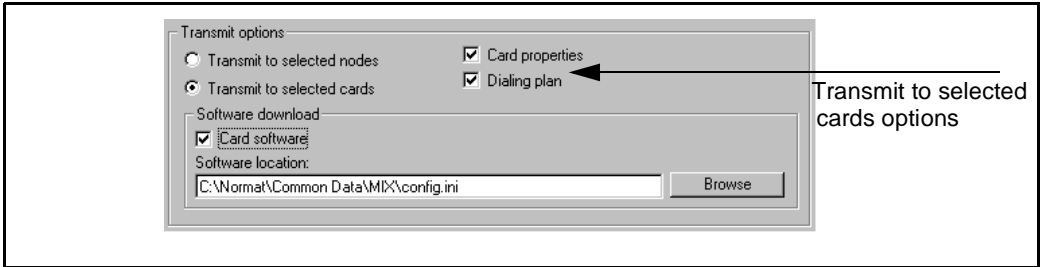 Transmit options
Transmit to selected nodes
Card properties
Transmit to selected cards
Dialing plan
Software download
Card software
Software location:
C:\Normat\Common Data\MIX\config.ini
Browse
Transmit to selected
cards options